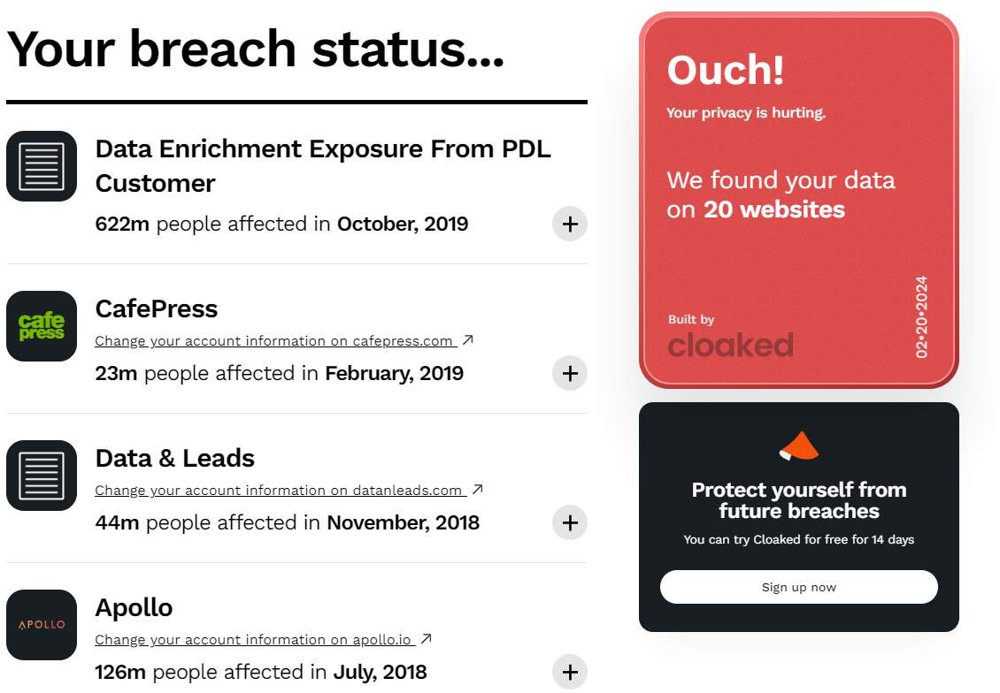 Your breach status...
Data Enrichment Exposure From PDL
Customer
622m people affected in October, 2019
cafe
press
CafePress
Change your account information on cafepress.com
23m people affected in February, 2019
Data & Leads
Change your account information on datanleads.com
44m people affected in November, 2018
APOLLO
Apollo
Change your account information on apollo.io
126m people affected in July, 2018
Ouch!
Your privacy is hurting.
We found your data
on 20 websites
Built by
cloaked
02•20•2024
Protect yourself from
future breaches
You can try Cloaked for free for 14 days
Sign up now